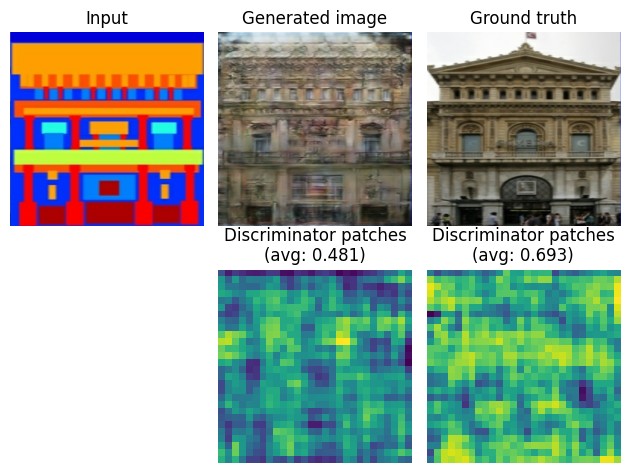 Input
Generated image
Ground truth
Discriminator patches
(avg: 0.481)
Discriminator patches
(avg: 0.693)